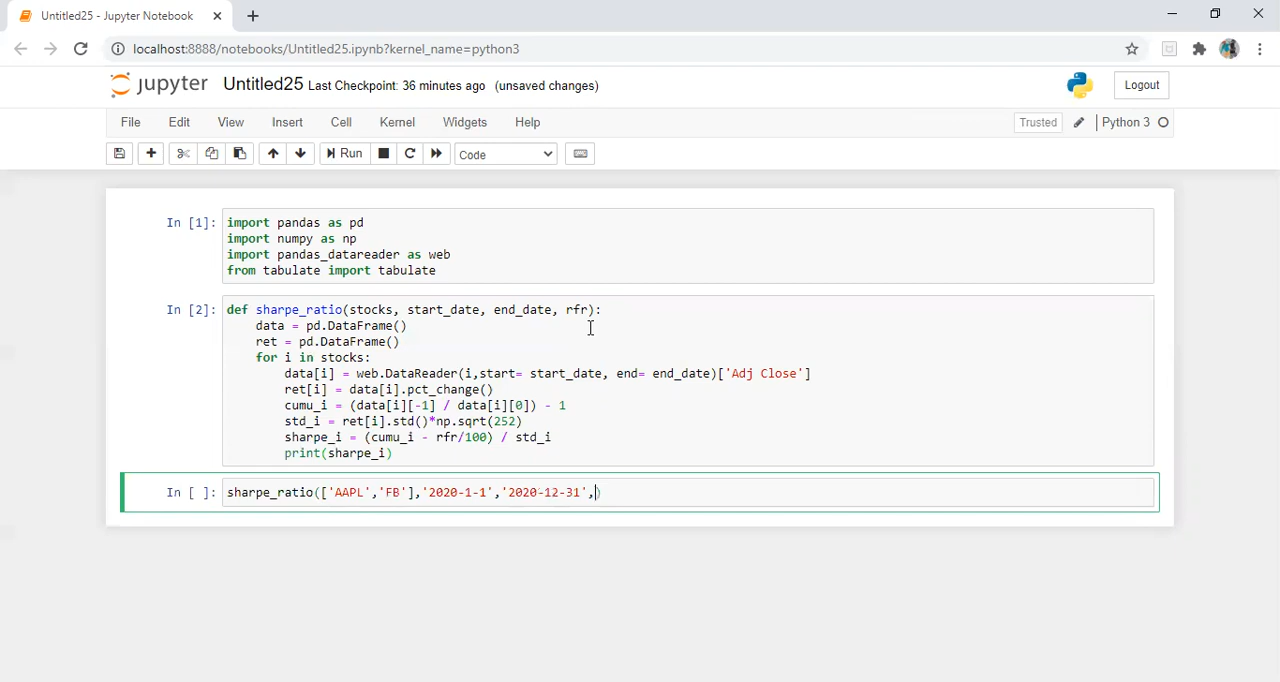 Untitled25 - Jupyter Notebook
localhost:8888/notebooks/Untitled25.ipynb?kernel_name=python3
jupyter Untitled25 Last Checkpoint: 36 minutes ago (unsaved changes) Logout
File Edit View Insert Cell Kernel Widgets Help Trusted Python 3
Run Code
In [1]: import pandas as pd
import numpy as np
import pandas_datareader as web
from tabulate import tabulate
In [2]: def sharpe_ratio(stocks, start_date, end_date, rfr):
data = pd.DataFrame()
ret = pd.DataFrame()
for i in stocks:
data[i] = web.DataReader(i,start= start_date, end= end_date)['Adj Close']
ret[i] = data[i].pct_change()
cumu_i = (data[i][-1] / data[i][0]) - 1
std_i = ret[i].std()*np.sqrt(252)
sharpe_i = (cumu_i - rfr/100) / std_i
print(sharpe_i)
In [ ]: sharpe_ratio(['AAPL','FB'],'2020-1-1','2020-12-31',)